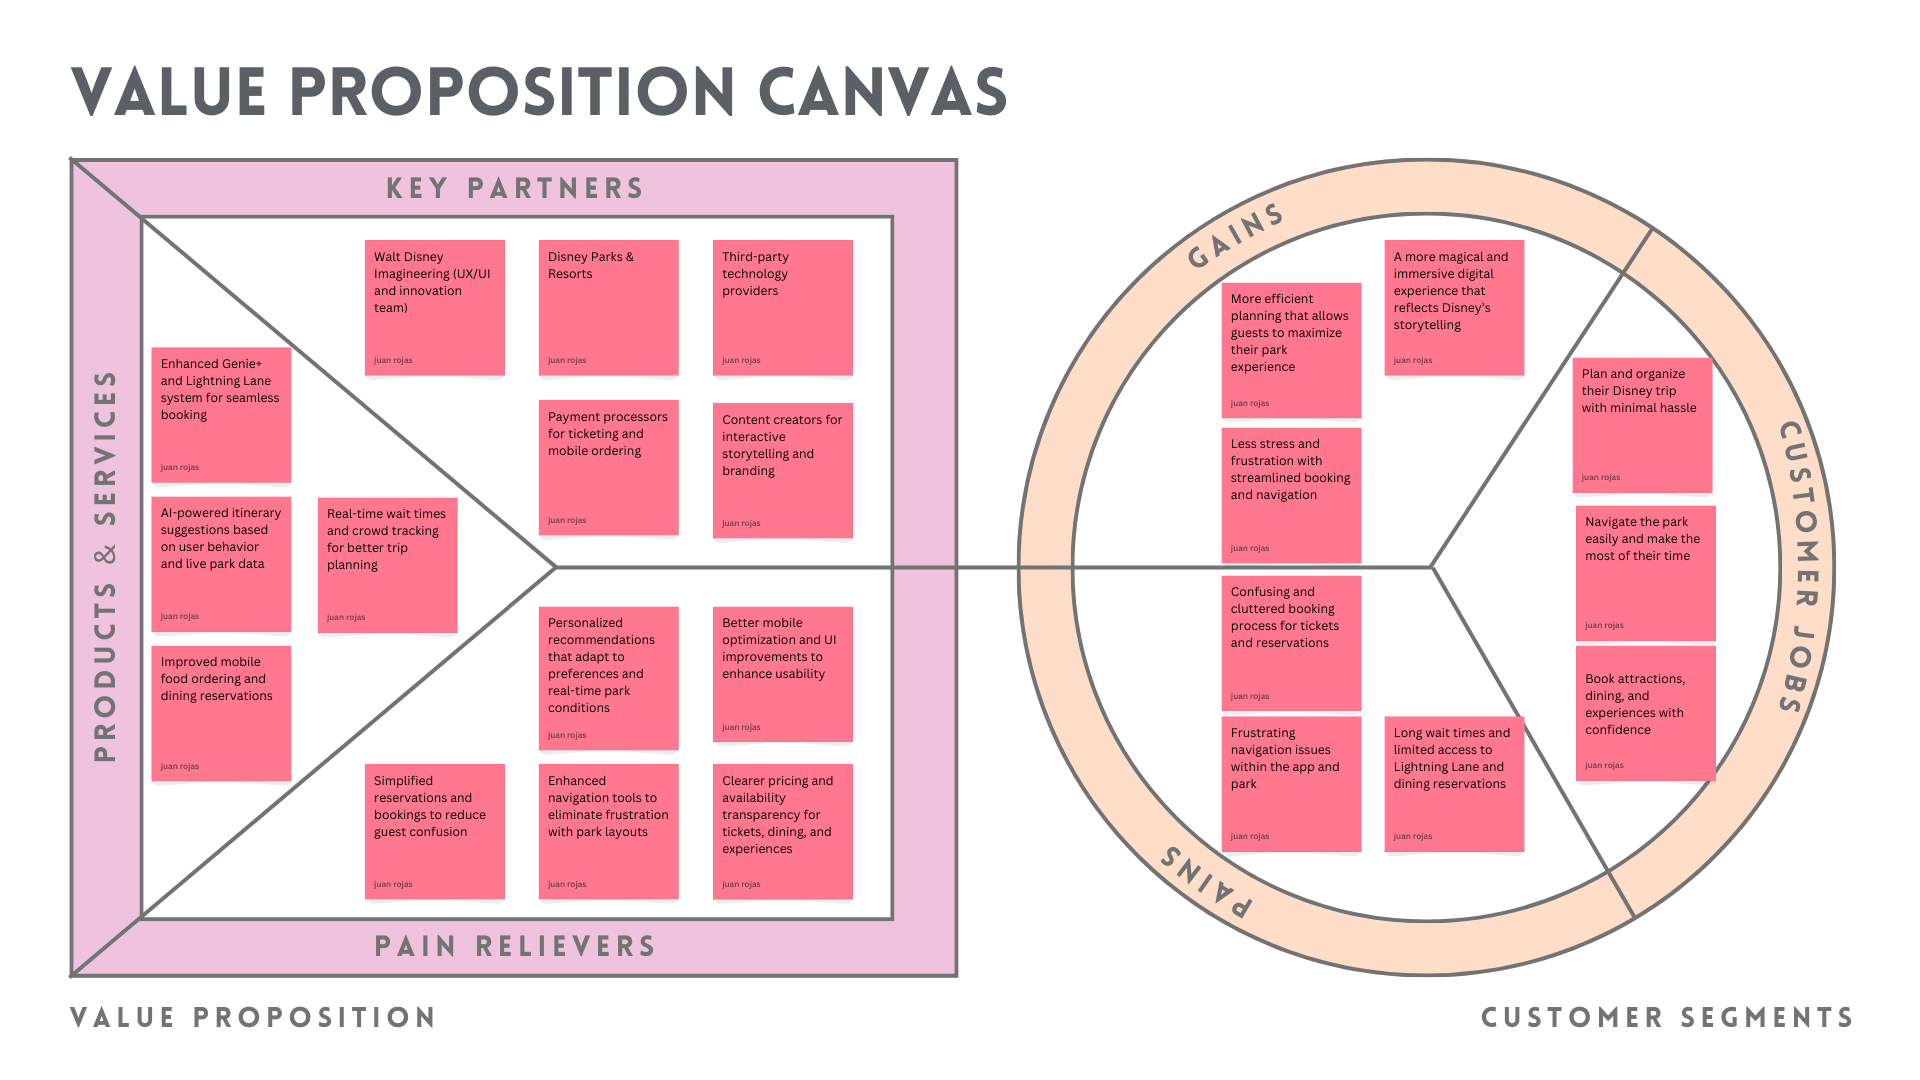 VALUE PROPOSITION CANVAS
KEY PARTNERS
Walt Disney
Imagineering (UX/UI
and innovation
team)
juan rojas
Disney Parks &
Resorts
juan rojas
Third-party
technology
providers
juan rojas
Payment processors
for ticketing and
mobile ordering
juan rojas
Content creators for
interactive
storytelling and
branding
juan rojas
PRODUCTS & SERVICES
Enhanced Genie+
and Lightning Lane
system for seamless
booking
juan rojas
AI-powered itinerary
suggestions based
on user behavior
and live park data
juan rojas
Real-time wait times
and crowd tracking
for better trip
planning
juan rojas
Improved mobile
food ordering and
dining reservations
juan rojas
Personalized
recommendations
that adapt to
preferences and
real-time park
conditions
juan rojas
Better mobile
optimization and UI
improvements to
enhance usability
juan rojas
Simplified
reservations and
bookings to reduce
guest confusion
juan rojas
Enhanced
navigation tools to
eliminate frustration
with park layouts
juan rojas
Clearer pricing and
availability
transparency for
tickets, dining, and
experiences
juan rojas
PAIN RELIEVERS
VALUE PROPOSITION
GAINS
More efficient
planning that allows
guests to maximize
their park
experience
juan rojas
A more magical and
immersive digital
experience that
reflects Disney's
storytelling
juan rojas
Less stress and
frustration with
streamlined booking
and navigation
juan rojas
CUSTOMER JOBS
Plan and organize
their Disney trip
with minimal hassle
juan rojas
Navigate the park
easily and make the
most of their time
juan rojas
Book attractions,
dining, and
experiences with
confidence
juan rojas
Confusing and
cluttered booking
process for tickets
and reservations
juan rojas
Frustrating
navigation issues
within the app and
park
juan rojas
Long wait times and
limited access to
Lightning Lane and
dining reservations
juan rojas
PAINS
CUSTOMER SEGMENTS